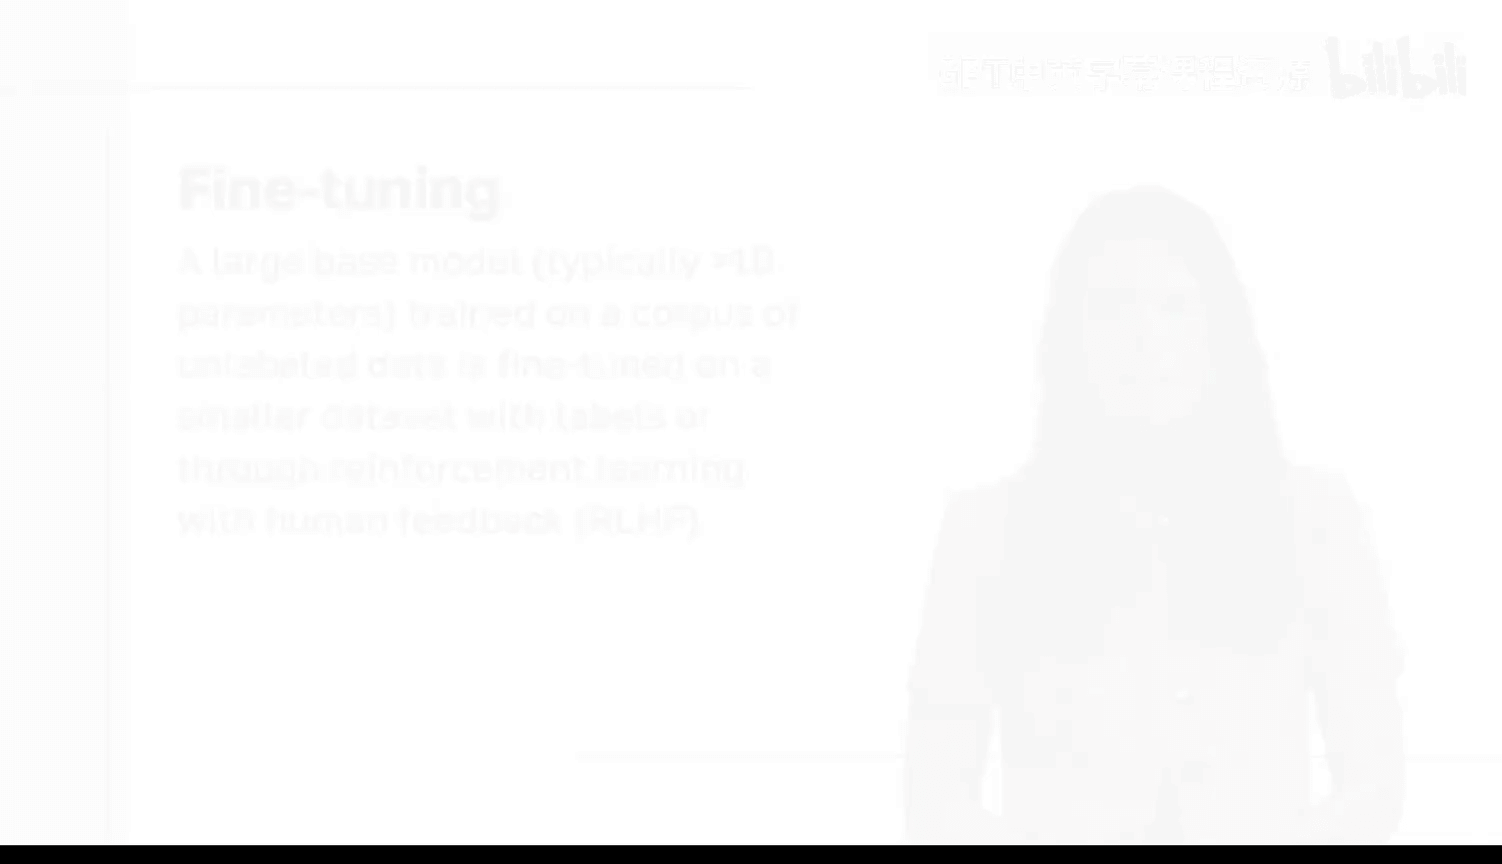 bilibili
Fine-tuning
A large base model (typically >1B
parameters) trained on a corpus of
unlabeled data is fine-tuned on a
smaller dataset with labels or
through reinforcement learning
with human feedback (RLHF)